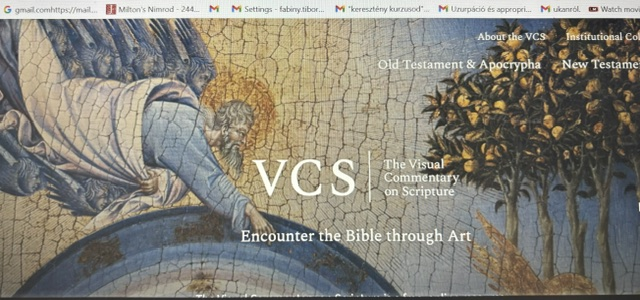 gmail.comhttps://mail...
Milton's Nimrod - 244...
Settings - fabiny.tibor...
"keresztény kurzusod"...
Uzurpáció és appropri...
ukanról.
Watch mov
About the VCS
Institutional Col
Old Testament & Apocrypha
New Testame
VCS
The Visual
Commentary
on Scripture
Encounter the Bible through Art